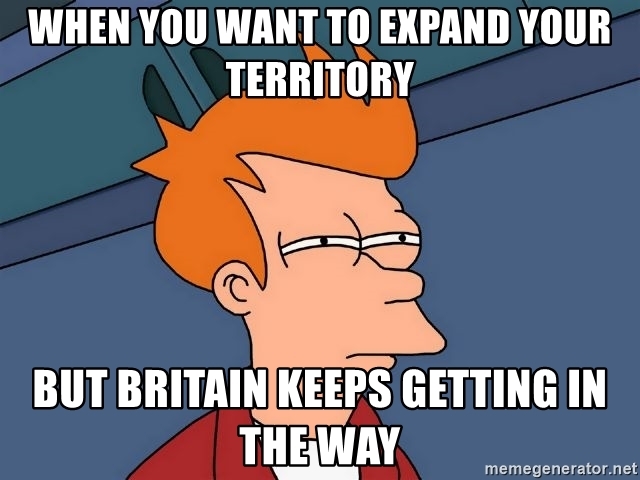 WHEN YOU WANT TO EXPAND YOUR
TERRITORY
BUT BRITAIN KEEPS GETTING IN
THE WAY
memegenerator.net